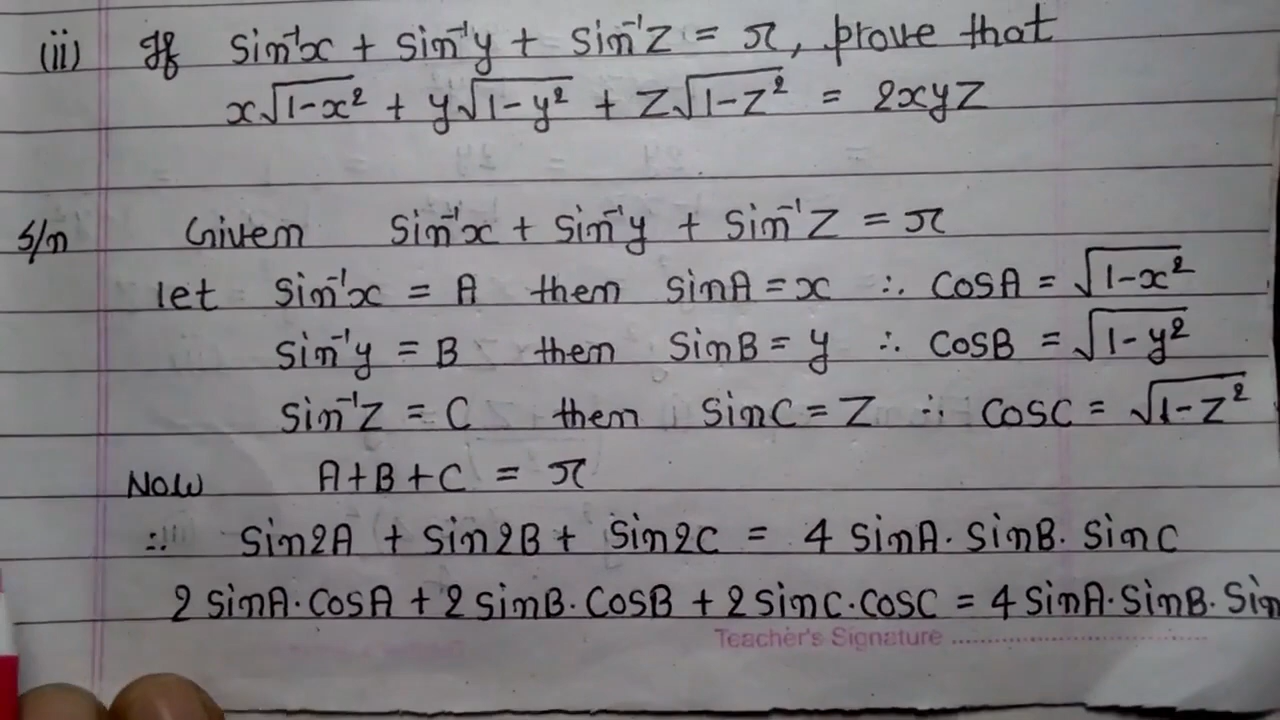 (ii) If sin⁻¹x + sin⁻¹y + sin⁻¹z = π, prove that
x√1-x² + y√1-y² + z√1-z² = 2xyz
S/n Given sin⁻¹x + sin⁻¹y + sin⁻¹z = π
let sin⁻¹x = A then sinA = x ∴ cosA = √1-x²
sin⁻¹y = B then sinB = y ∴ cosB = √1-y²
sin⁻¹z = C then sinC = z ∴ cosC = √1-z²
Now A+B+C = π
∴ sin2A + sin2B + sin2C = 4 sinA· sinB· sinC
2 sinA·cosA + 2 sinB·cosB + 2 sinC·cosC = 4 sinA·sinB·Sin
Teacher's Signature ................................